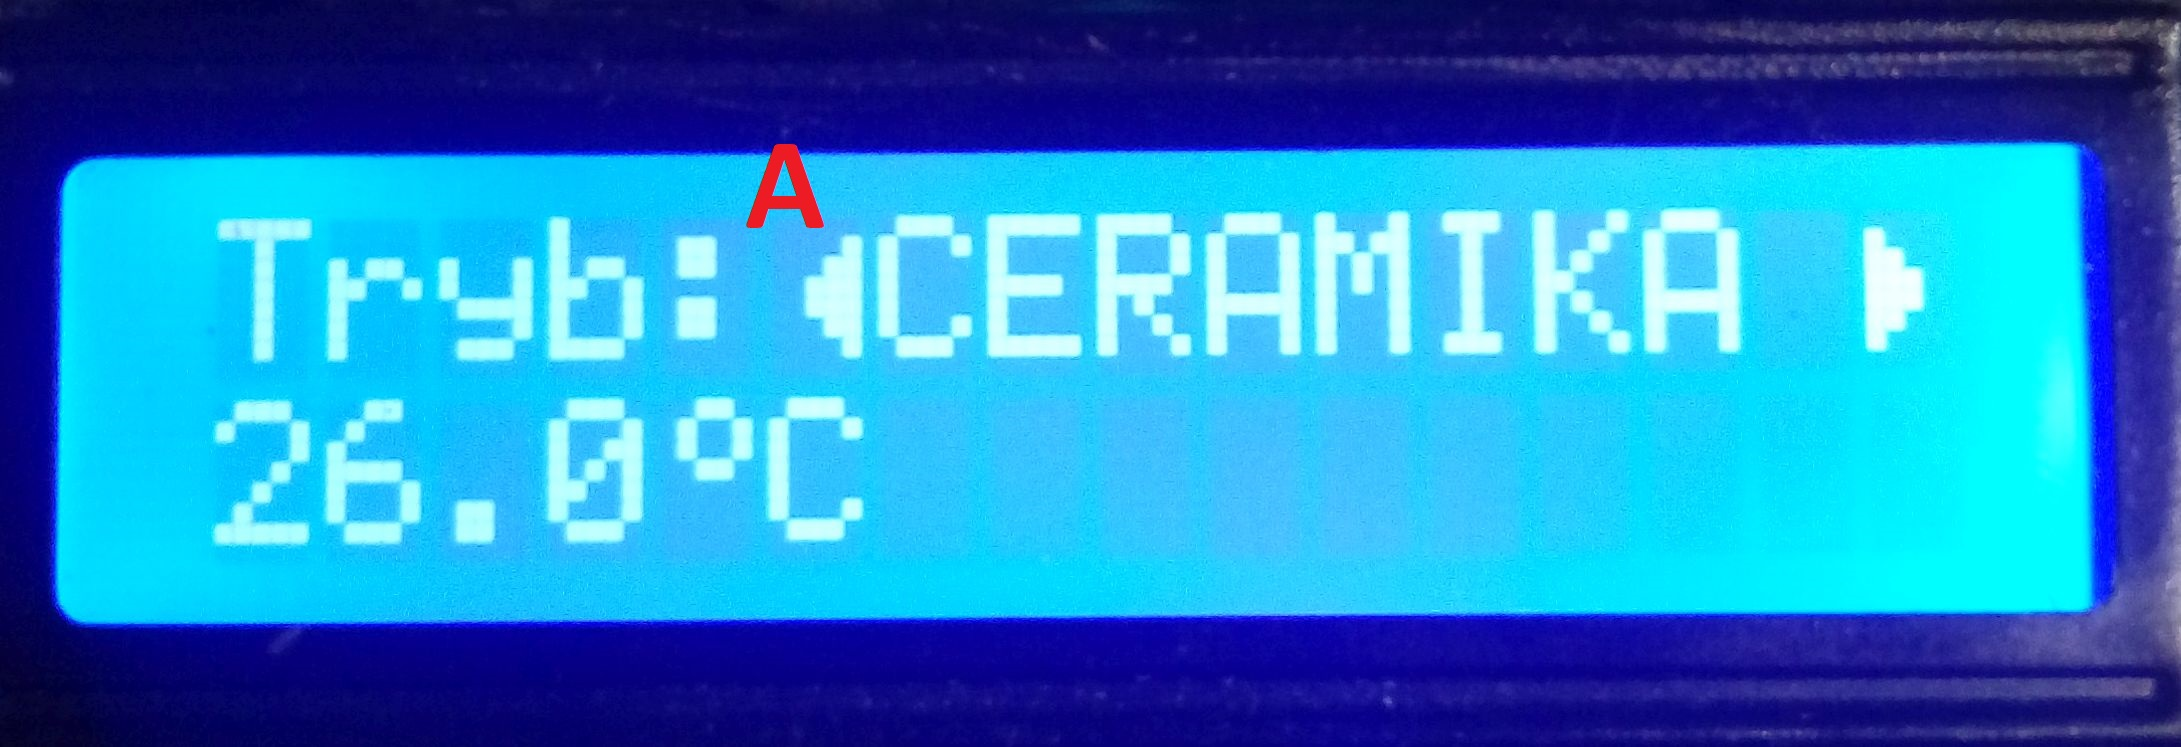 A
Tryb: ◀CERAMIKA ▶
26.0°C